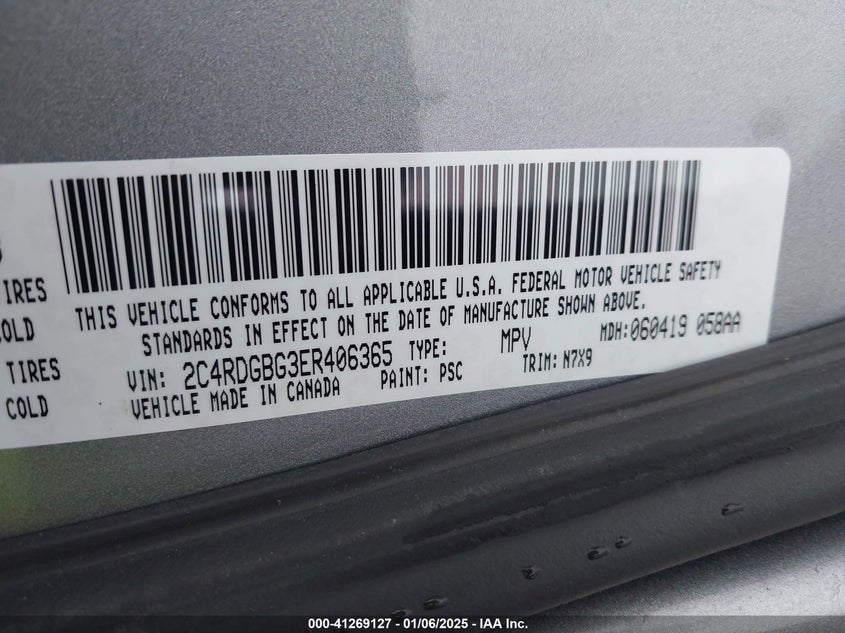 THIS VEHICLE CONFORMS TO ALL APPLICABLE U.S.A. FEDERAL MOTOR VEHICLE SAFETY
STANDARDS IN EFFECT ON THE DATE OF MANUFACTURE SHOWN ABOVE.
VIN: 2C4RDGBG3ER406365 TYPE: MPV MDH:060419 058AA
VEHICLE MADE IN CANADA PAINT: PSC TRIM: N7X9
IRES
COLD
TIRES
COLD
000-41269127 - 01/06/2025 - IAA Inc.